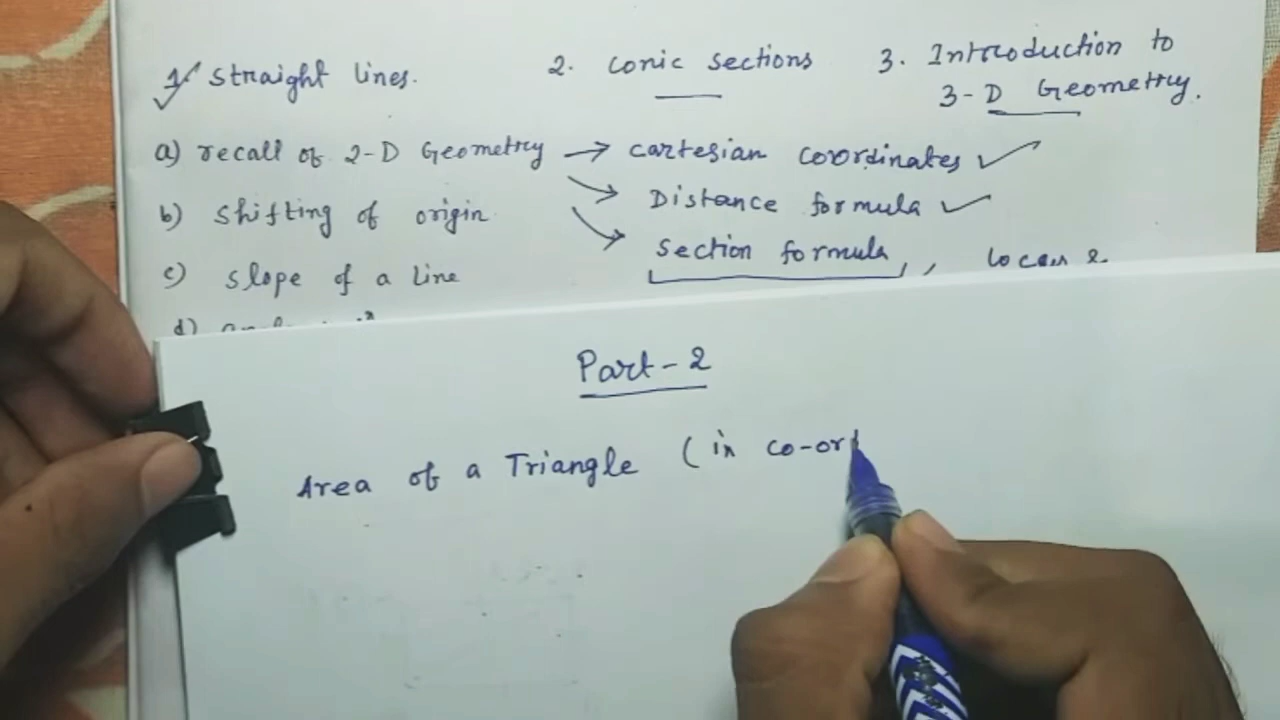 1 Straight lines. 2. conic sections 3. Introduction to
3-D Geometry.
a) recall of 2-D Geometry → cartesian coordinates ✓
b) shifting of origin → Distance formula ✓
c) slope of a line → section formula, ,
d)
Part-2
Area of a Triangle (in co-or